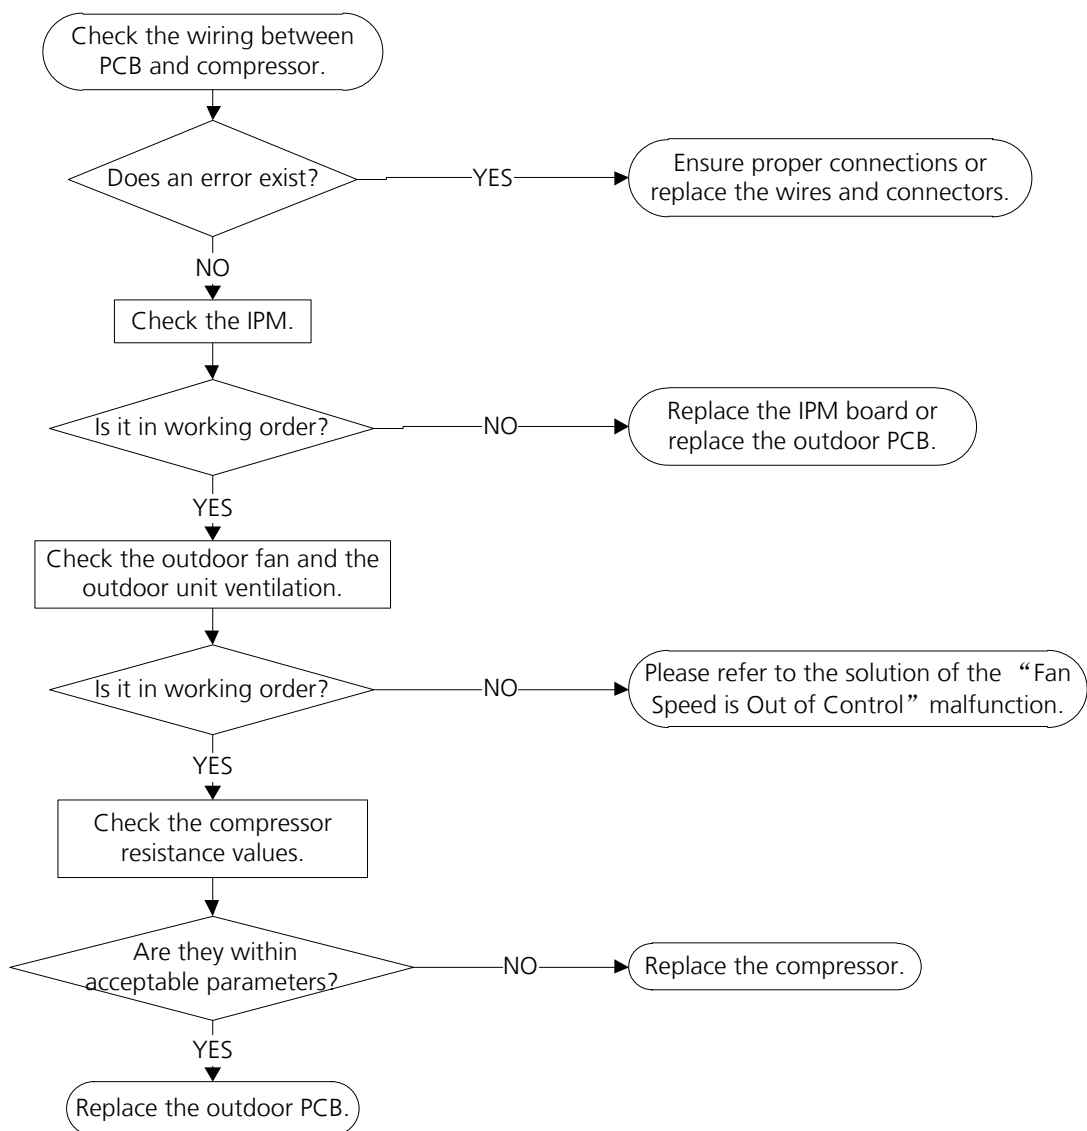 Check the wiring between
PCB and compressor.
Does an error exist?
YES
Ensure proper connections or
replace the wires and connectors.
NO
Check the IPM.
Is it in working order?
NO
Replace the IPM board or
replace the outdoor PCB.
YES
Check the outdoor fan and the
outdoor unit ventilation.
Is it in working order?
NO
Please refer to the solution of the “Fan
Speed is Out of Control” malfunction.
YES
Check the compressor
resistance values.
Are they within
acceptable parameters?
NO
Replace the compressor.
YES
Replace the outdoor PCB.